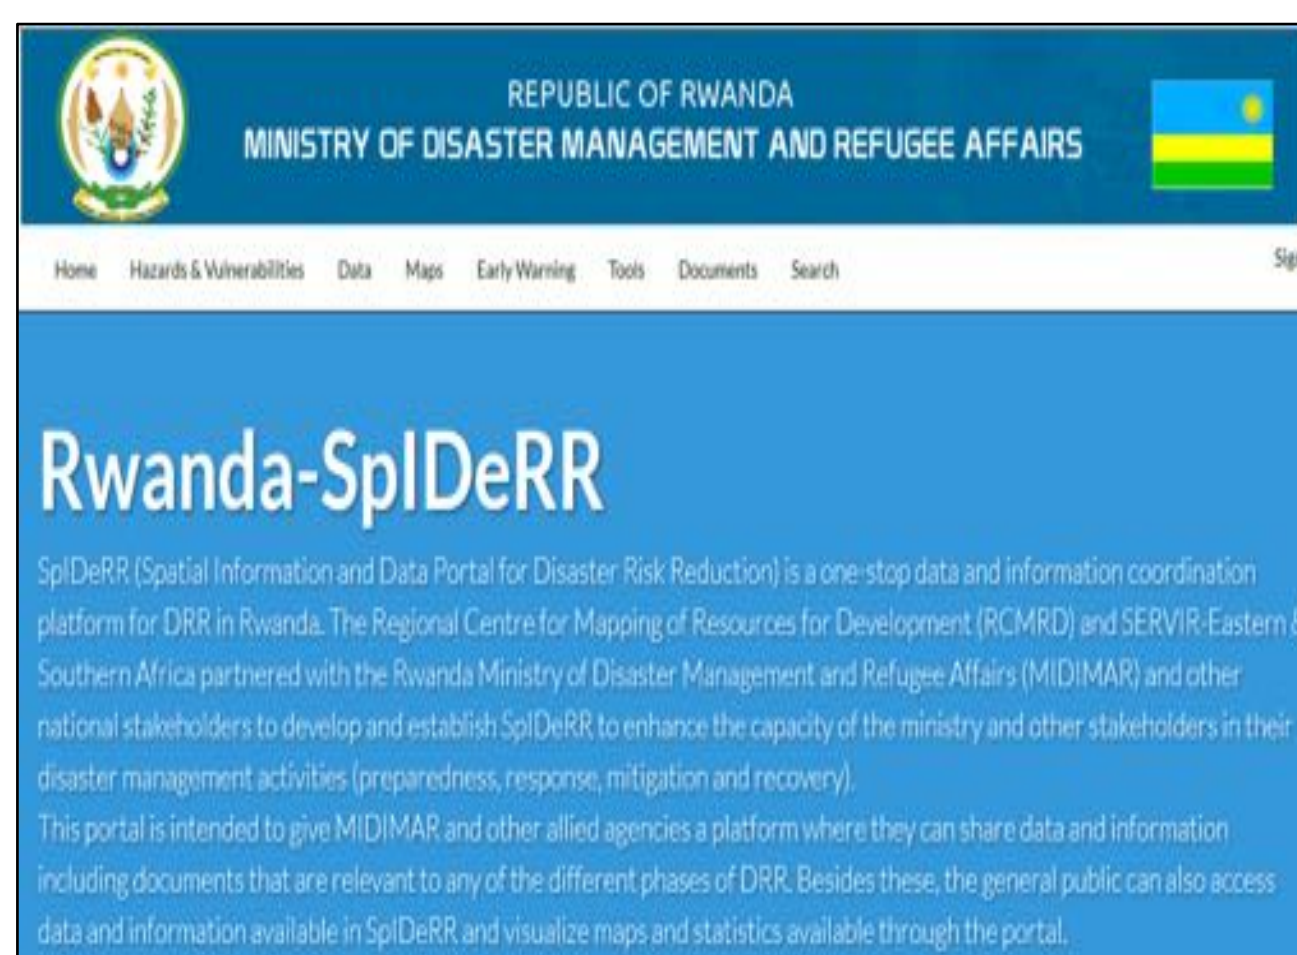 REPUBLIC OF RWANDA
MINISTRY OF DISASTER MANAGEMENT AND REFUGEE AFFAIRS
Home Hazards & Vulnerabilities Data Maps Early Warning Tools Documents Search
Rwanda-SpIDeRR
SpIDeRR (Spatial Information and Data Portal for Disaster Risk Reduction) is a one-stop data and information coordination
platform for DRR in Rwanda. The Regional Centre for Mapping of Resources for Development (RCMRD) and SERVIR-Eastern &
Southern Africa partnered with the Rwanda Ministry of Disaster Management and Refugee Affairs (MIDIMAR) and other
national stakeholders to develop and establish SpIDeRR to enhance the capacity of the ministry and other stakeholders in their
disaster management activities (preparedness, response, mitigation and recovery).
This portal is intended to give MIDIMAR and other allied agencies a platform where they can share data and information
including documents that are relevant to any of the different phases of DRR. Besides these, the general public can also access
data and information available in SpIDeRR and visualize maps and statistics available through the portal.